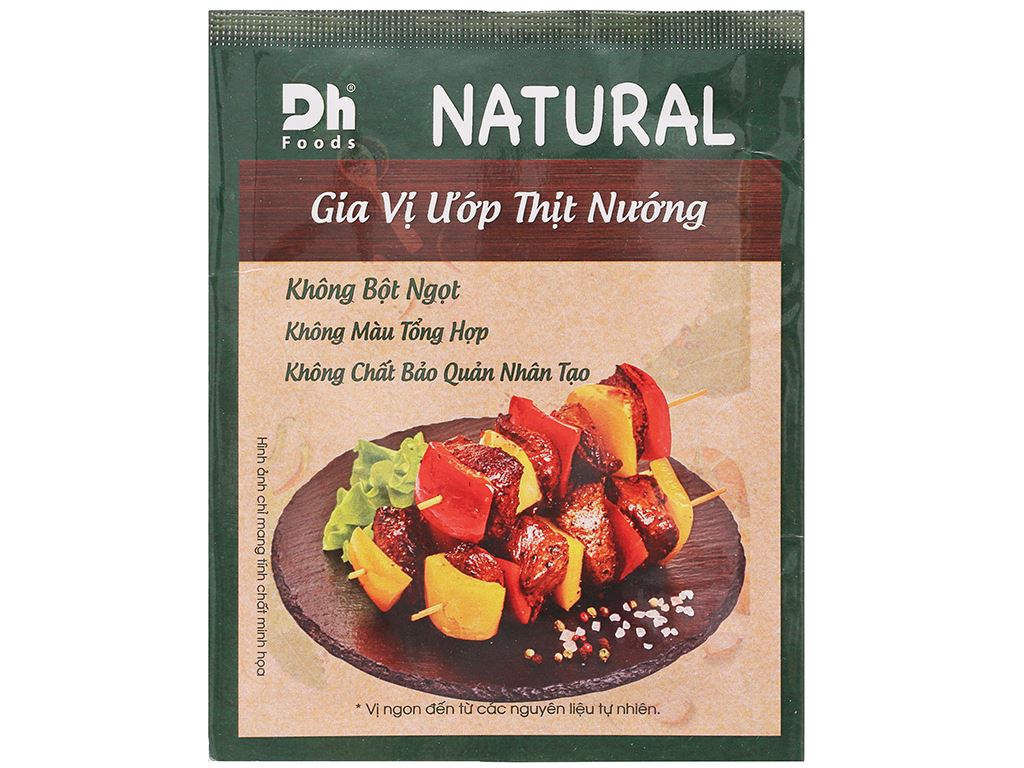 Dh®
Foods
NATURAL
Gia Vị Ướp Thịt Nướng
Không Bột Ngọt
Không Màu Tổng Hợp
Không Chất Bảo Quản Nhân Tạo
Hình ảnh chỉ mang tính chất minh họa
* Vị ngon đến từ các nguyên liệu tự nhiên.